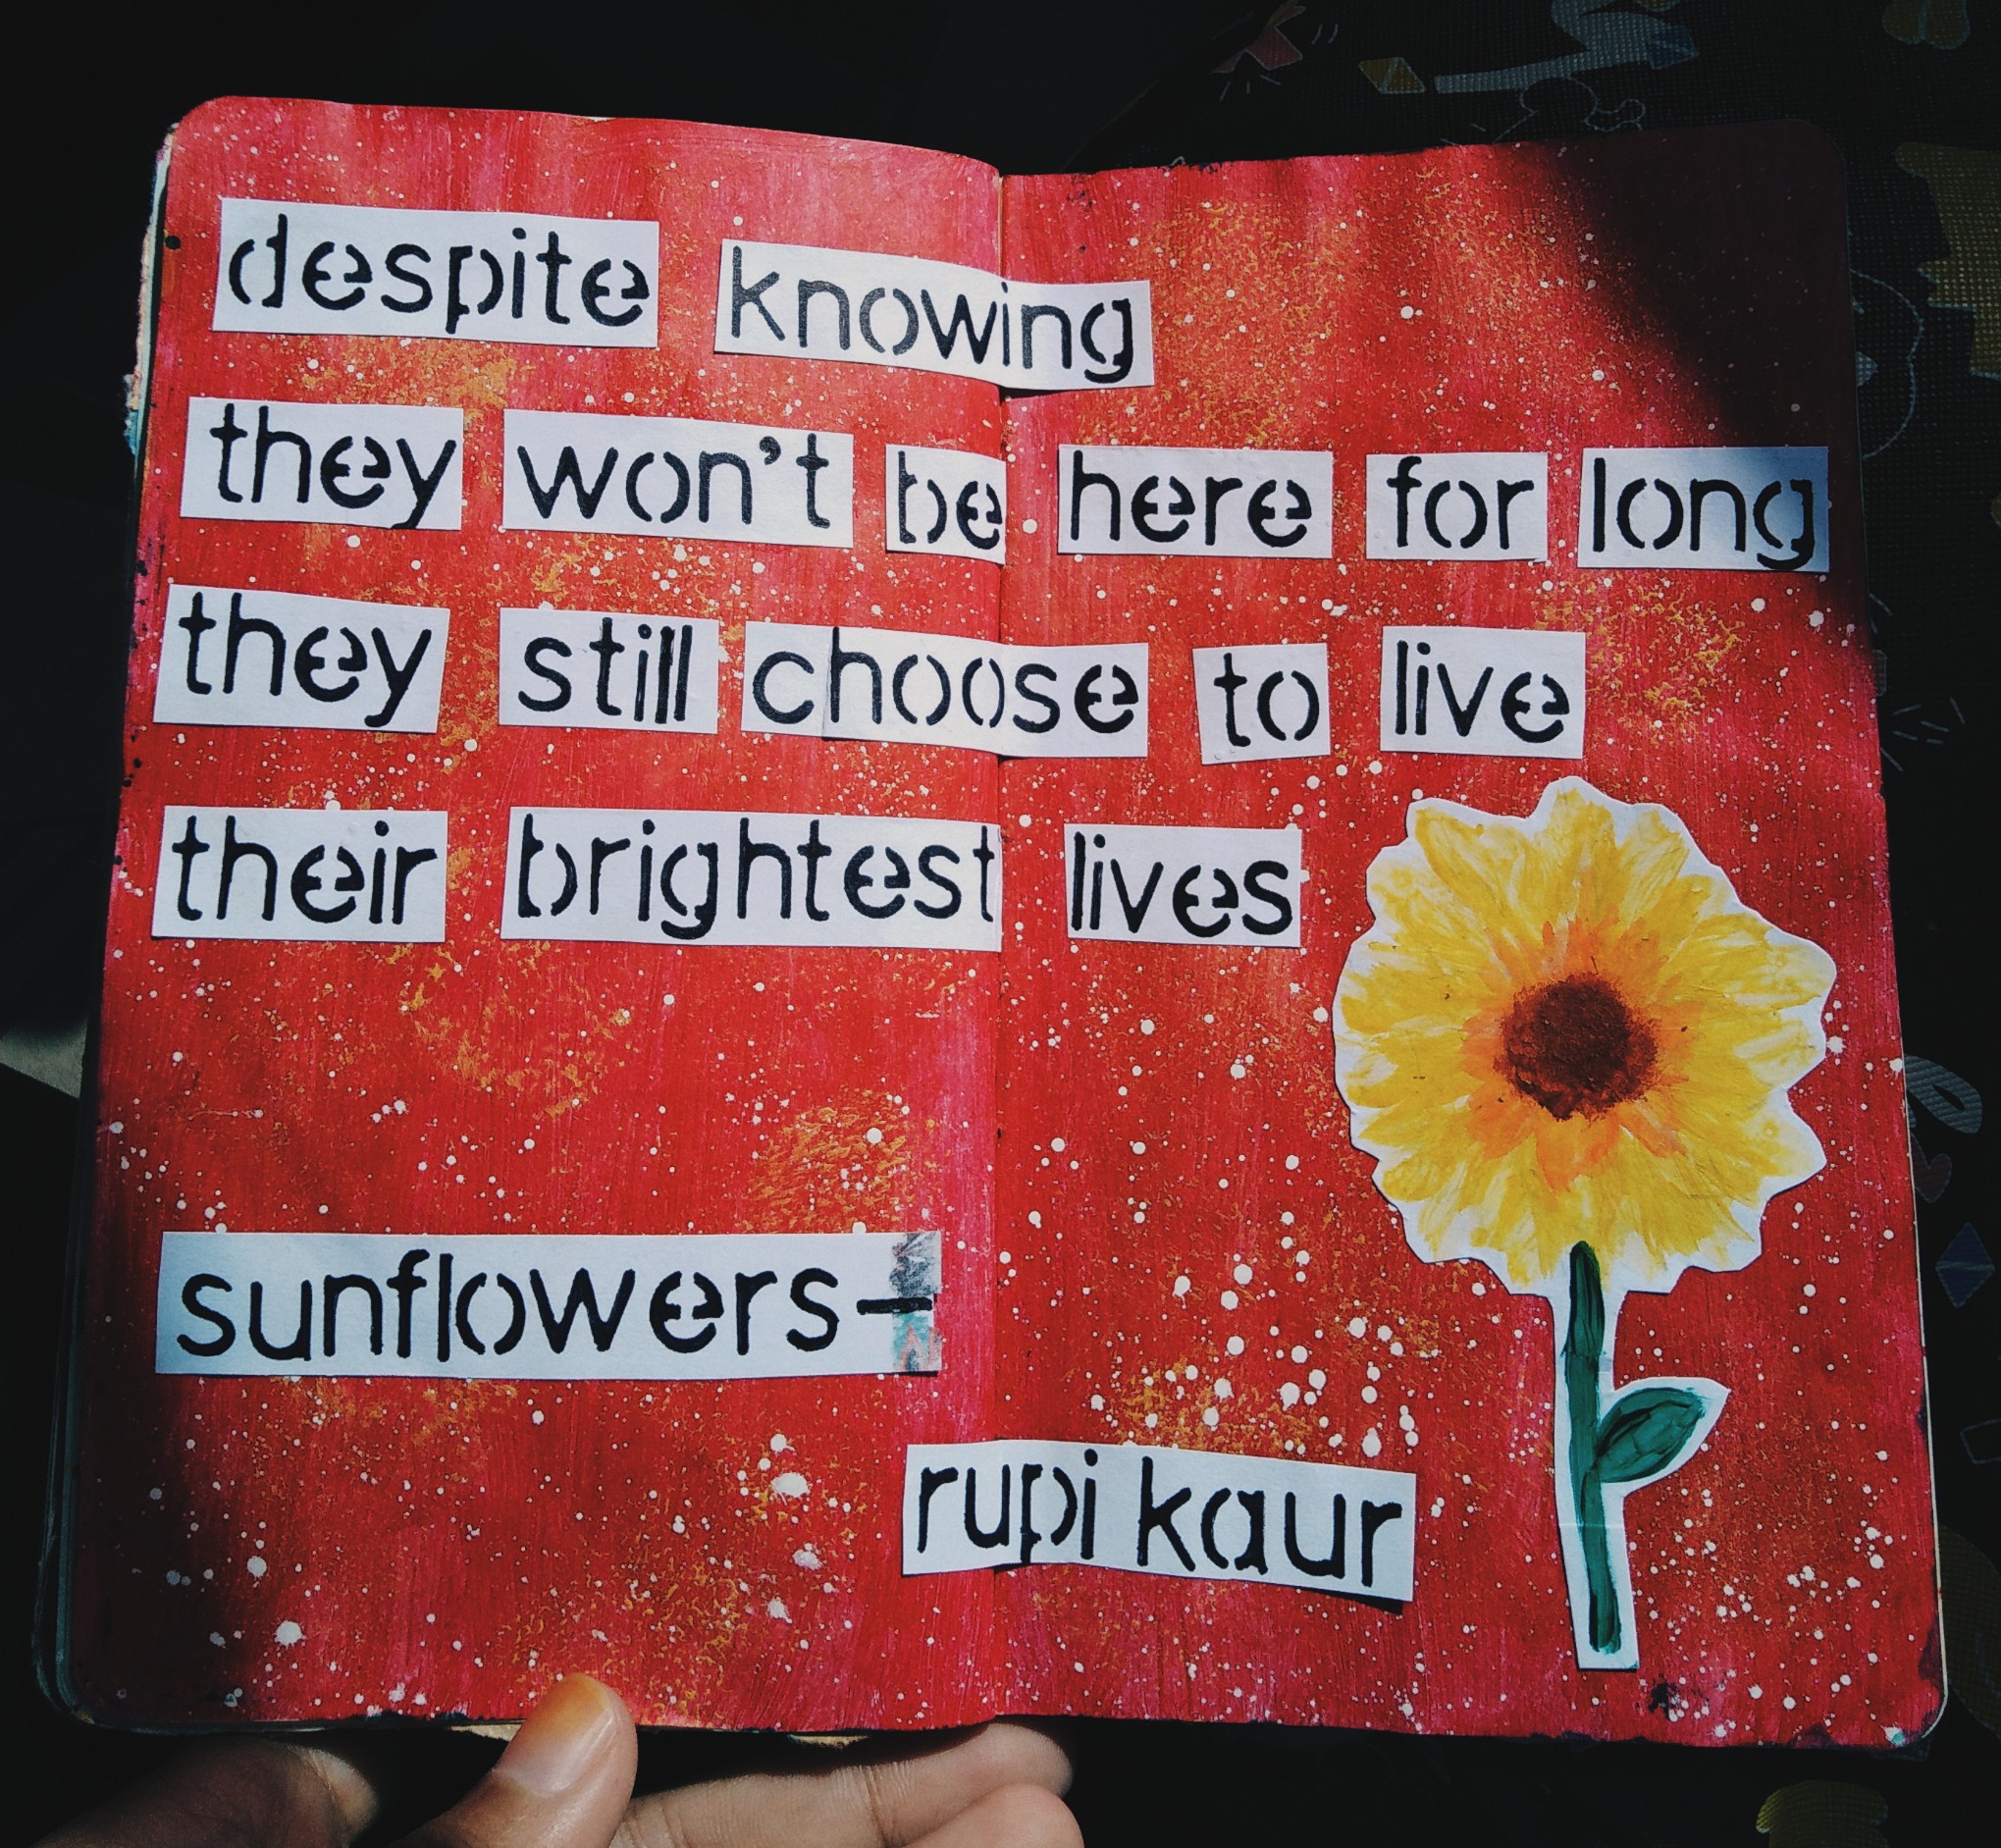 despite knowing
they won't be here for long
they still choose to live
their brightest lives
sunflowers-
rupi kaur